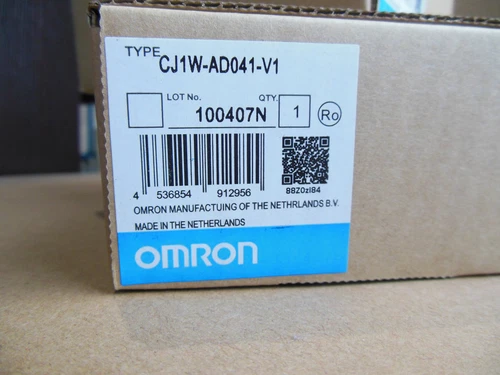 TYPE CJ1W-AD041-V1
LOT No. 100407N QTY. 1 Ro
4 536854 912956
BBZ0zI84
OMRON MANUFACTUING OF THE NETHRLANDS B.V.
MADE IN THE NETHERLANDS
OMRON